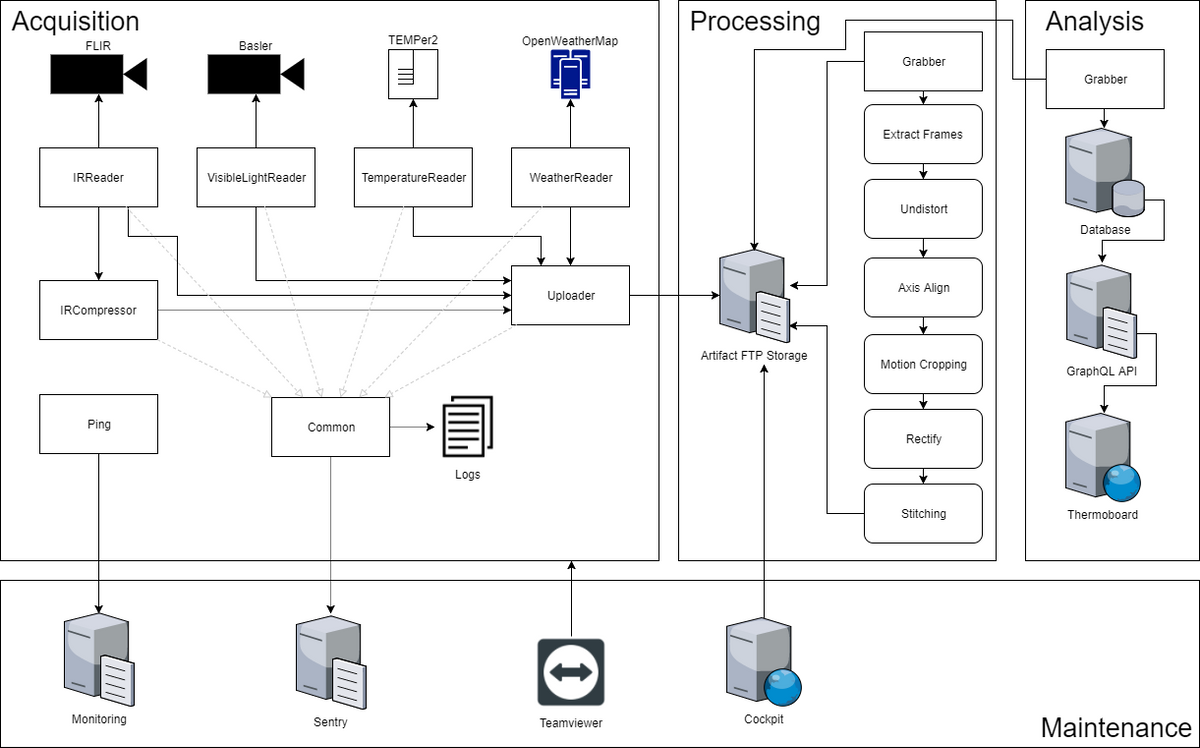 Acquisition
FLIR
Basler
TEMPer2
OpenWeatherMap
IRReader
VisibleLightReader
TemperatureReader
WeatherReader
IRCompressor
Uploader
Ping
Common
Logs
Processing
Grabber
Extract Frames
Undistort
Axis Align
Artifact FTP Storage
Motion Cropping
Rectify
Stitching
Analysis
Grabber
Database
GraphQL API
Thermoboard
Monitoring
Sentry
Teamviewer
Cockpit
Maintenance